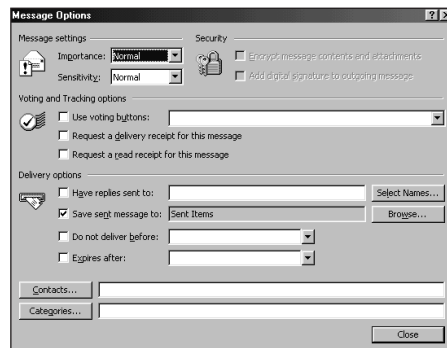 Message Options
Message settings Security
Importance: Normal Encrypt message contents and attachments
Sensitivity: Normal Add digital signature to outgoing message
Voting and Tracking options
Use voting buttons:
Request a delivery receipt for this message
Request a read receipt for this message
Delivery options
Have replies sent to: Select Names...
Save sent message to: Sent Items Browse...
Do not deliver before:
Expires after:
Contacts...
Categories...
Close